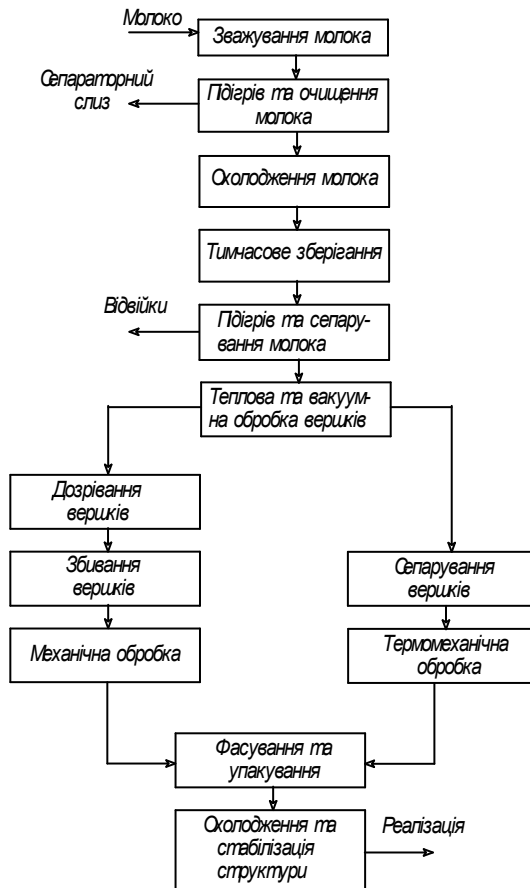 Молоко
Зважування молока
Сепараторний
слиз
Підігрів та очищення
молока
Охолодження молока
Тимчасове зберігання
Відвійки
Підігрів та сепару-
вання молока
Теплова та вакуум-
на обробка вершків
Дозрівання
вершків
Збивання
вершків
Сепарування
вершків
Механічна обробка
Термомеханічна
обробка
Фасування та
упакування
Охолодження та
стабілізація
структури
Реалізація